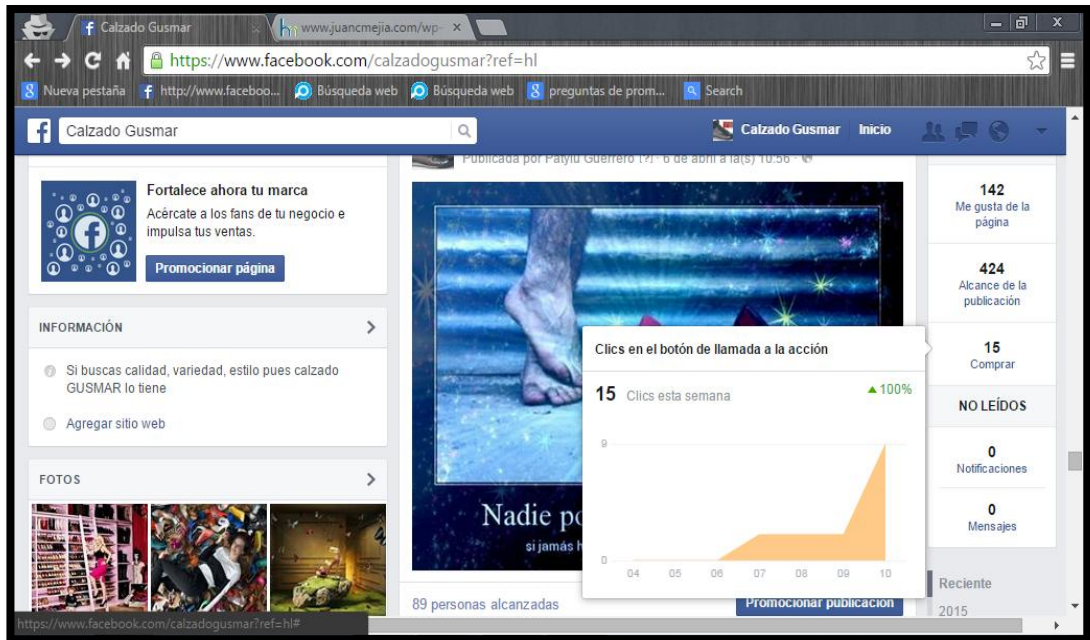 Calzado Gusmar
www.juancmejia.com/wp-
https://www.facebook.com/calzadogusmar?ref=hl
Nueva pestaña
http://www.faceboo...
Búsqueda web
Búsqueda web
preguntas de prom...
Search
Calzado Gusmar
Calzado Gusmar Inicio
Fortalece ahora tu marca
Acércate a los fans de tu negocio e
impulsa tus ventas.
Promocionar página
INFORMACIÓN
Si buscas calidad, variedad, estilo pues calzado
GUSMAR lo tiene
Agregar sitio web
FOTOS
Publicada por Patylu Guerrero [?] · 6 de abril a la(s) 10:56 ·
Nadie po
si jamás h
89 personas alcanzadas
Promocionar publicación
Clics en el botón de llamada a la acción
15 Clics esta semana
100%
9
0
04 05 06 07 08 09 10
142
Me gusta de la
página
424
Alcance de la
publicación
15
Comprar
NO LEÍDOS
0
Notificaciones
0
Mensajes
Reciente
2015
https://www.facebook.com/calzadogusmar?ref=hl#